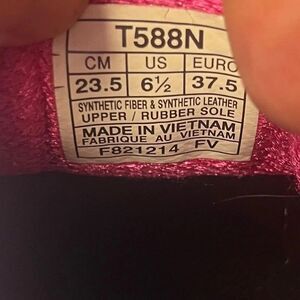 T588N
CM US EURO
23.5 6½ 37.5
SYNTHETIC FIBER & SYNTHETIC LEATHER
UPPER / RUBBER SOLE
MADE IN VIETNAM
FABRIQUE AU VIETNAM
F821214 FV